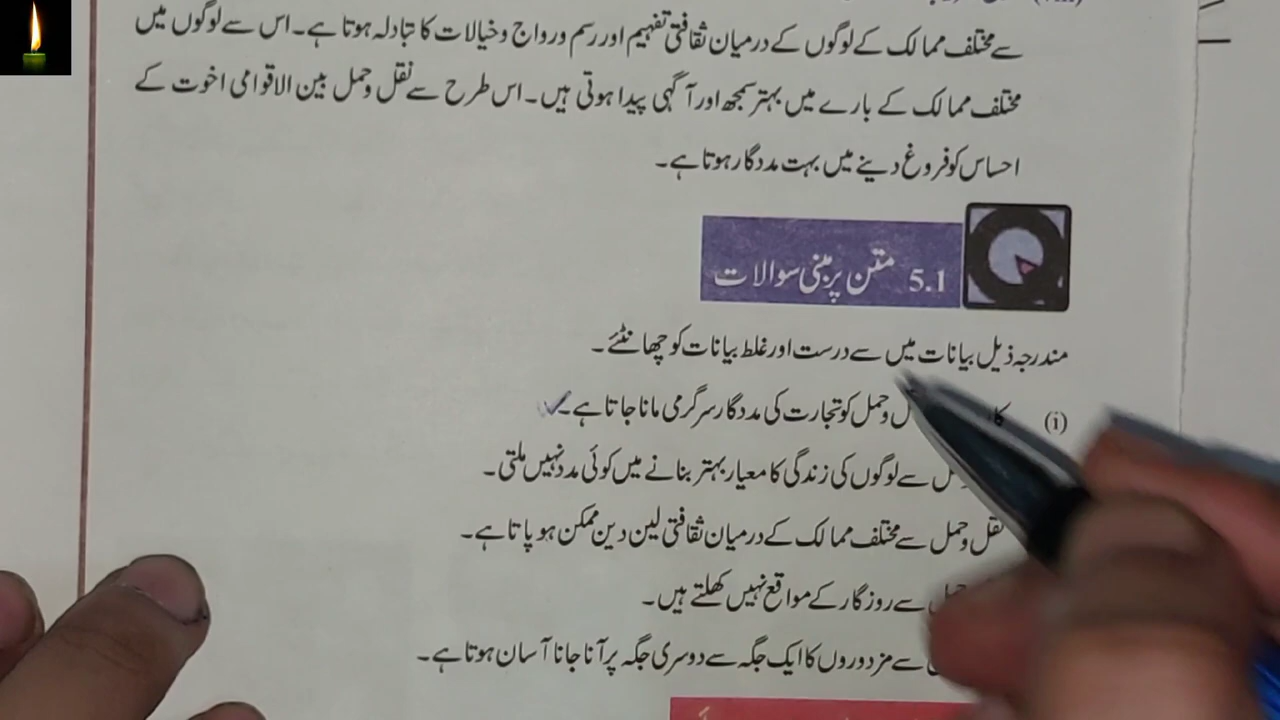 سے مختلف ممالک کے لوگوں کے درمیان ثقافتی تفہیم اور رسم ورواج وخیالات کا تبادلہ ہوتا ہے۔ اس سے لوگوں میں
مختلف ممالک کے بارے میں بہتر سمجھ اور آگہی پیدا ہوتی ہیں۔ اس طرح سے نقل وحمل بین الاقوامی اخوت کے
احساس کو فروغ دینے میں بہت مددگار ہوتا ہے۔
5.1 متن پر مبنی سوالات
مندرجہ ذیل بیانات میں سے درست اور غلط بیانات کو چھانٹئے۔
(i) وحمل کو تجارت کی مددگار سرگرمی مانا جاتا ہے۔
سے لوگوں کی زندگی کا معیار بہتر بنانے میں کوئی مدد نہیں ملتی۔
نقل وحمل سے مختلف ممالک کے درمیان ثقافتی لین دین ممکن ہو پاتا ہے۔
سے روزگار کے مواقع نہیں کھلتے ہیں۔
سے مزدوروں کا ایک جگہ سے دوسری جگہ پر آنا جانا آسان ہوتا ہے۔